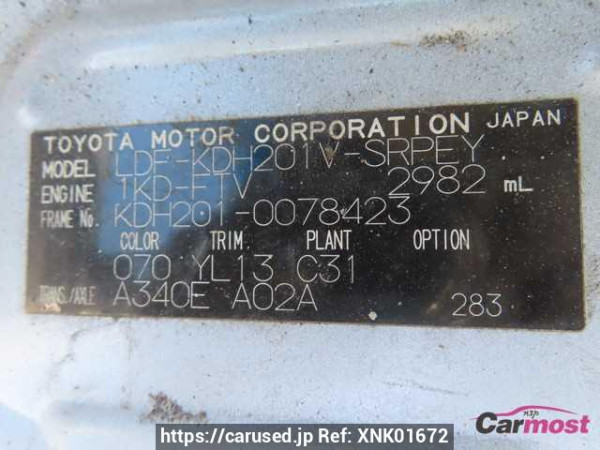 TOYOTA MOTOR CORPORATION JAPAN
MODEL LDF-KDH201V-SRPEY
ENGINE 1KD-FTV 2982 mL
FRAME No. KDH201-0078423
COLOR TRIM PLANT OPTION
070 YL13 C31
TRANS./AXLE A340E A02A 283
Carmost
https://carused.jp Ref: XNK01672